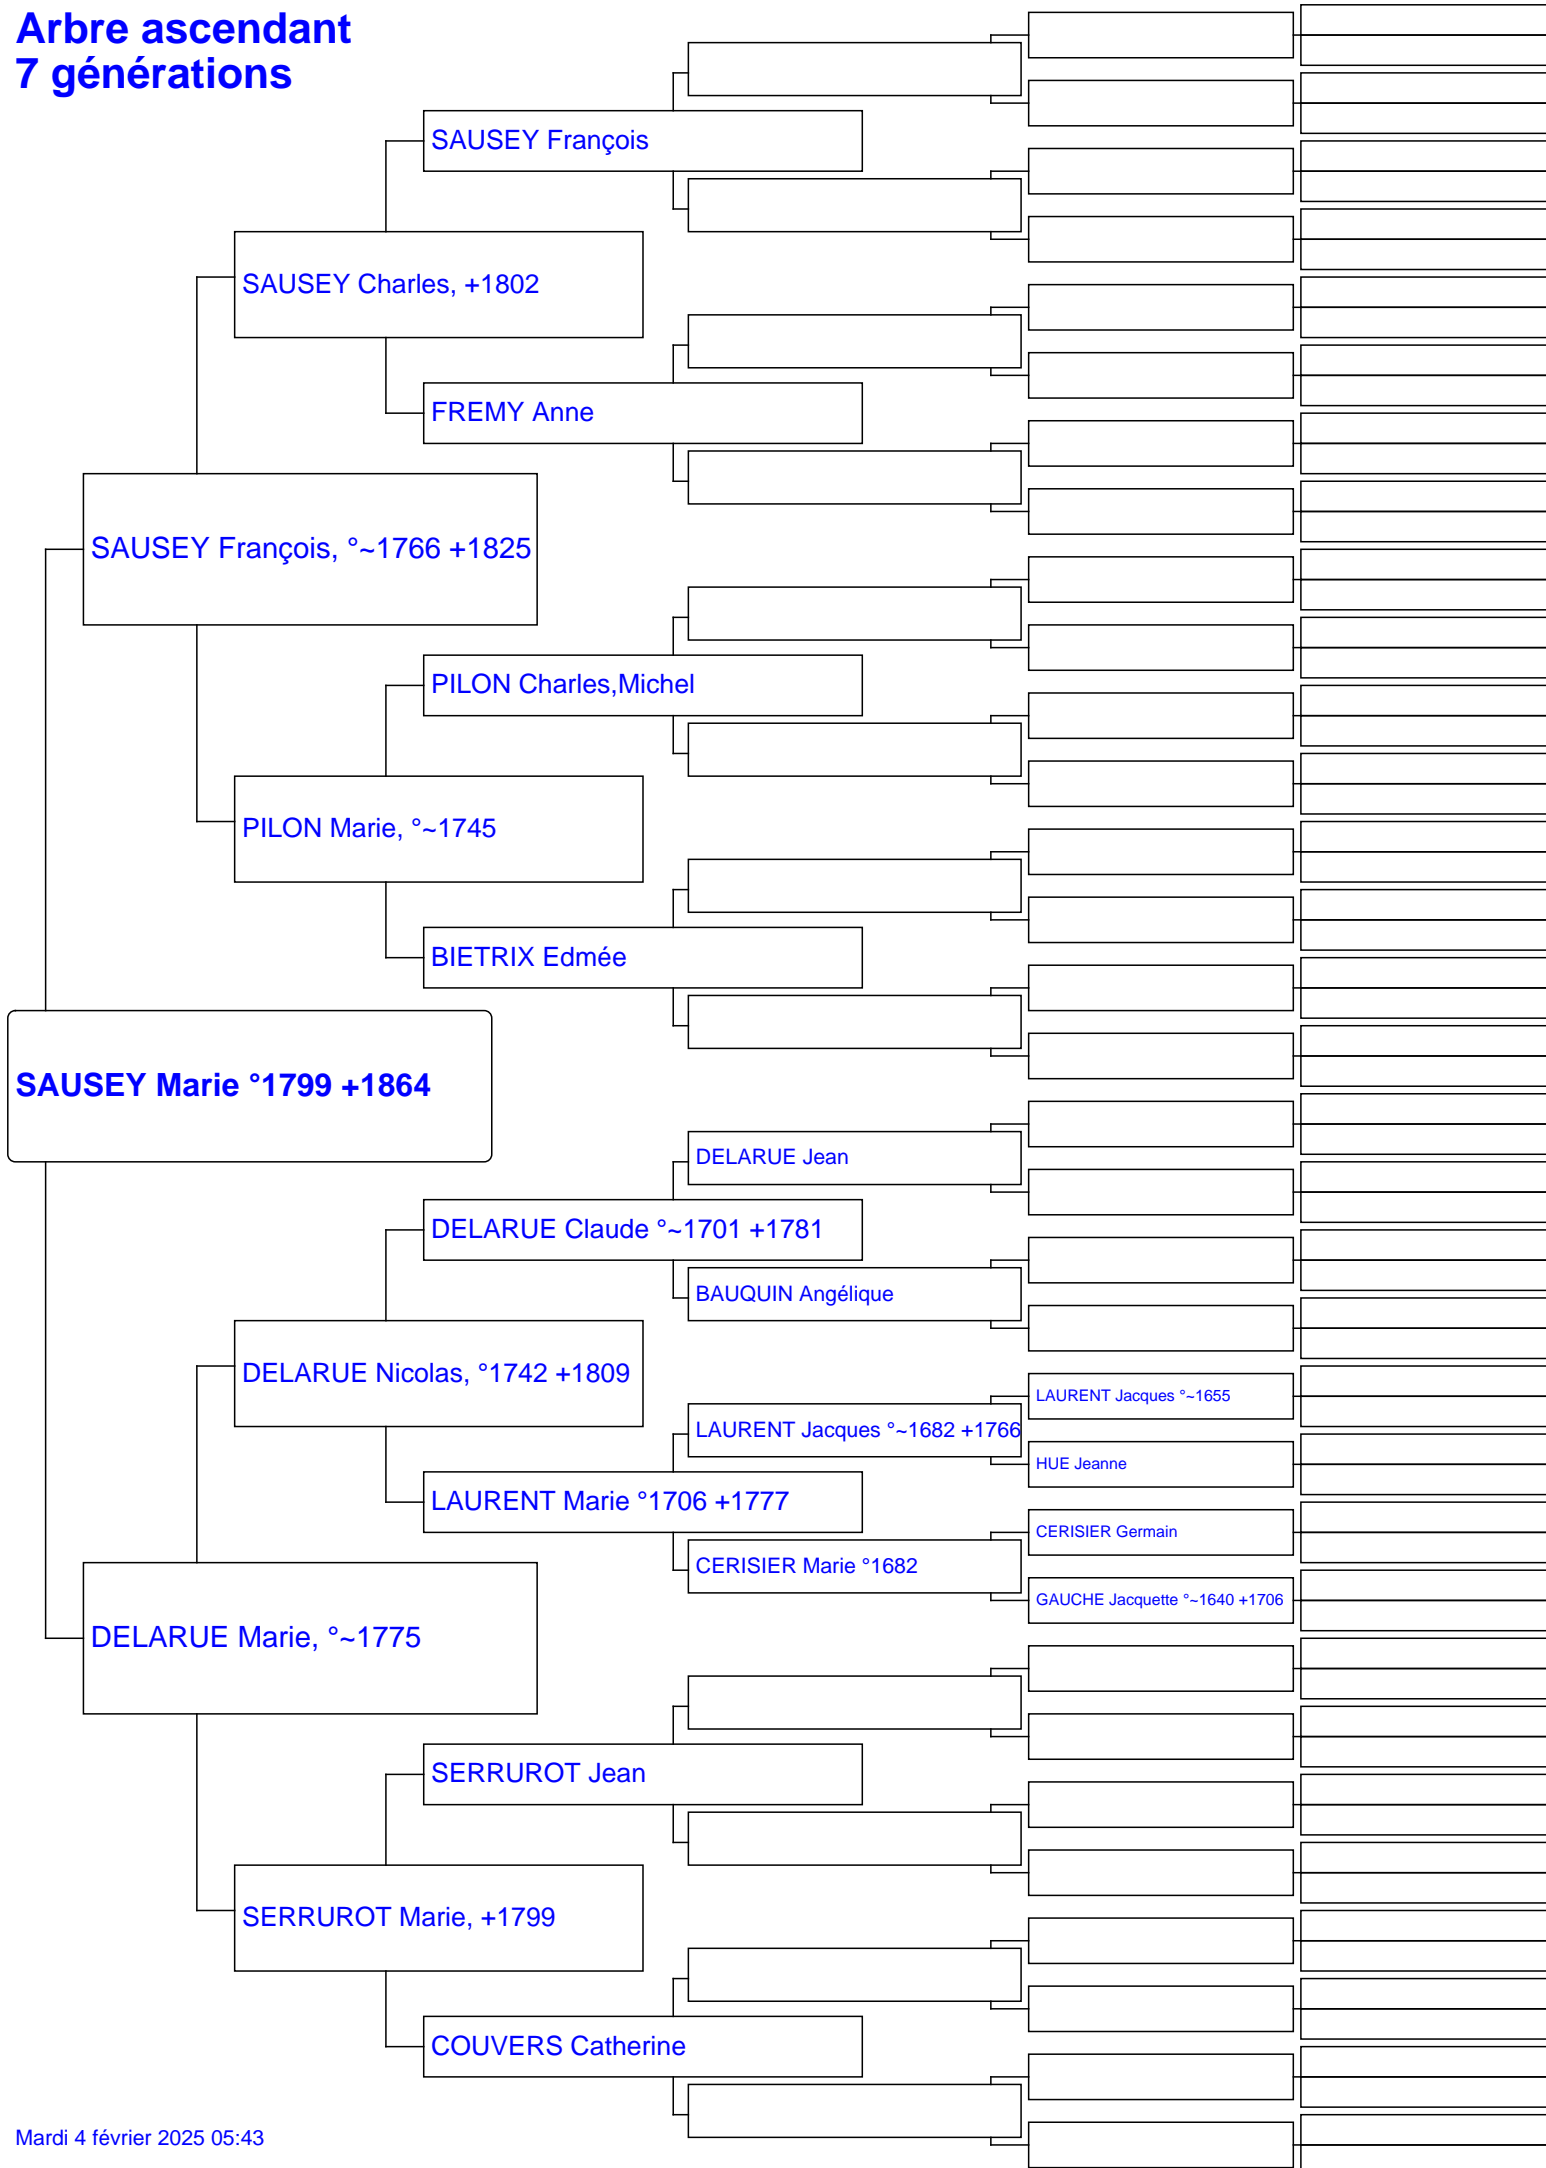 Arbre ascendant
7 générations
SAUSEY François
SAUSEY Charles, +1802
FREMY Anne
SAUSEY François, °~1766 +1825
PILON Charles,Michel
PILON Marie, °~1745
BIETRIX Edmée
SAUSEY Marie °1799 +1864
DELARUE Jean
DELARUE Claude °~1701 +1781
BAUQUIN Angélique
DELARUE Nicolas, °1742 +1809
LAURENT Jacques °~1655
LAURENT Jacques °~1682 +1766
HUE Jeanne
LAURENT Marie °1706 +1777
CERISIER Germain
CERISIER Marie °1682
GAUCHE Jacquette °~1640 +1706
DELARUE Marie, °~1775
SERRUROT Jean
SERRUROT Marie, +1799
COUVERS Catherine
Mardi 4 février 2025 05:43